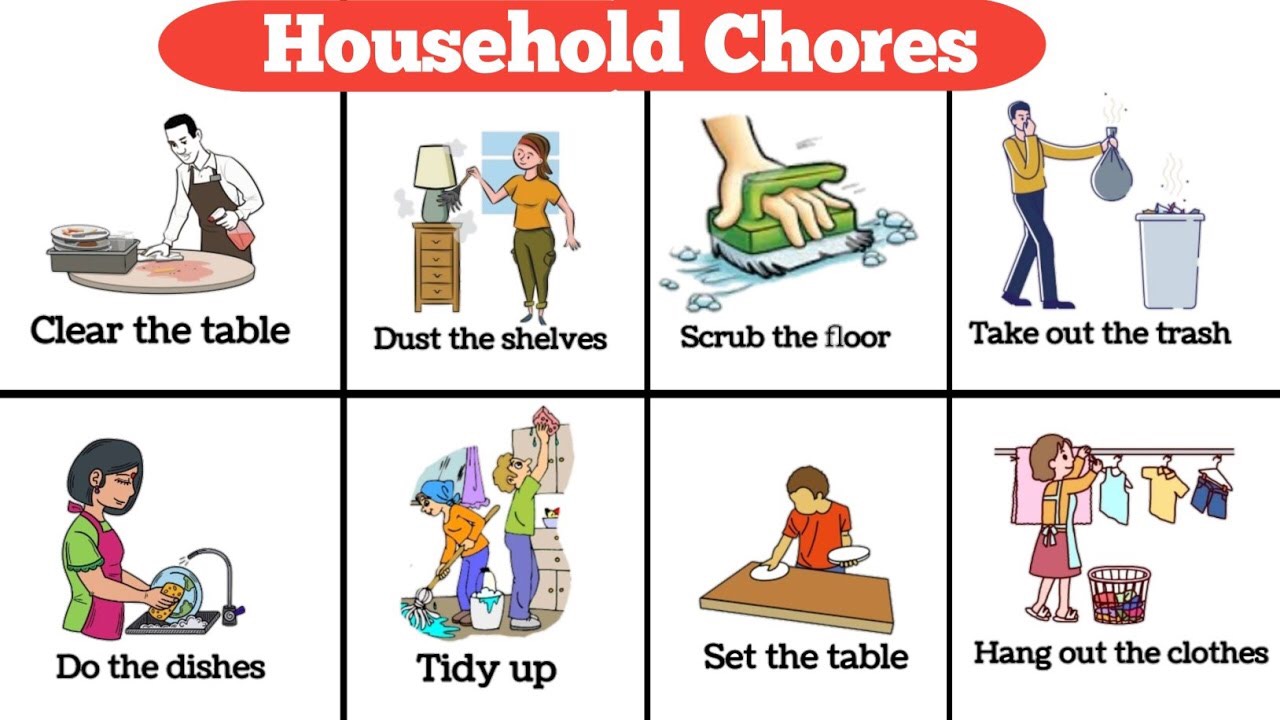 Household Chores
Clear the table
Dust the shelves
Scrub the floor
Take out the trash
Do the dishes
Tidy up
Set the table
Hang out the clothes